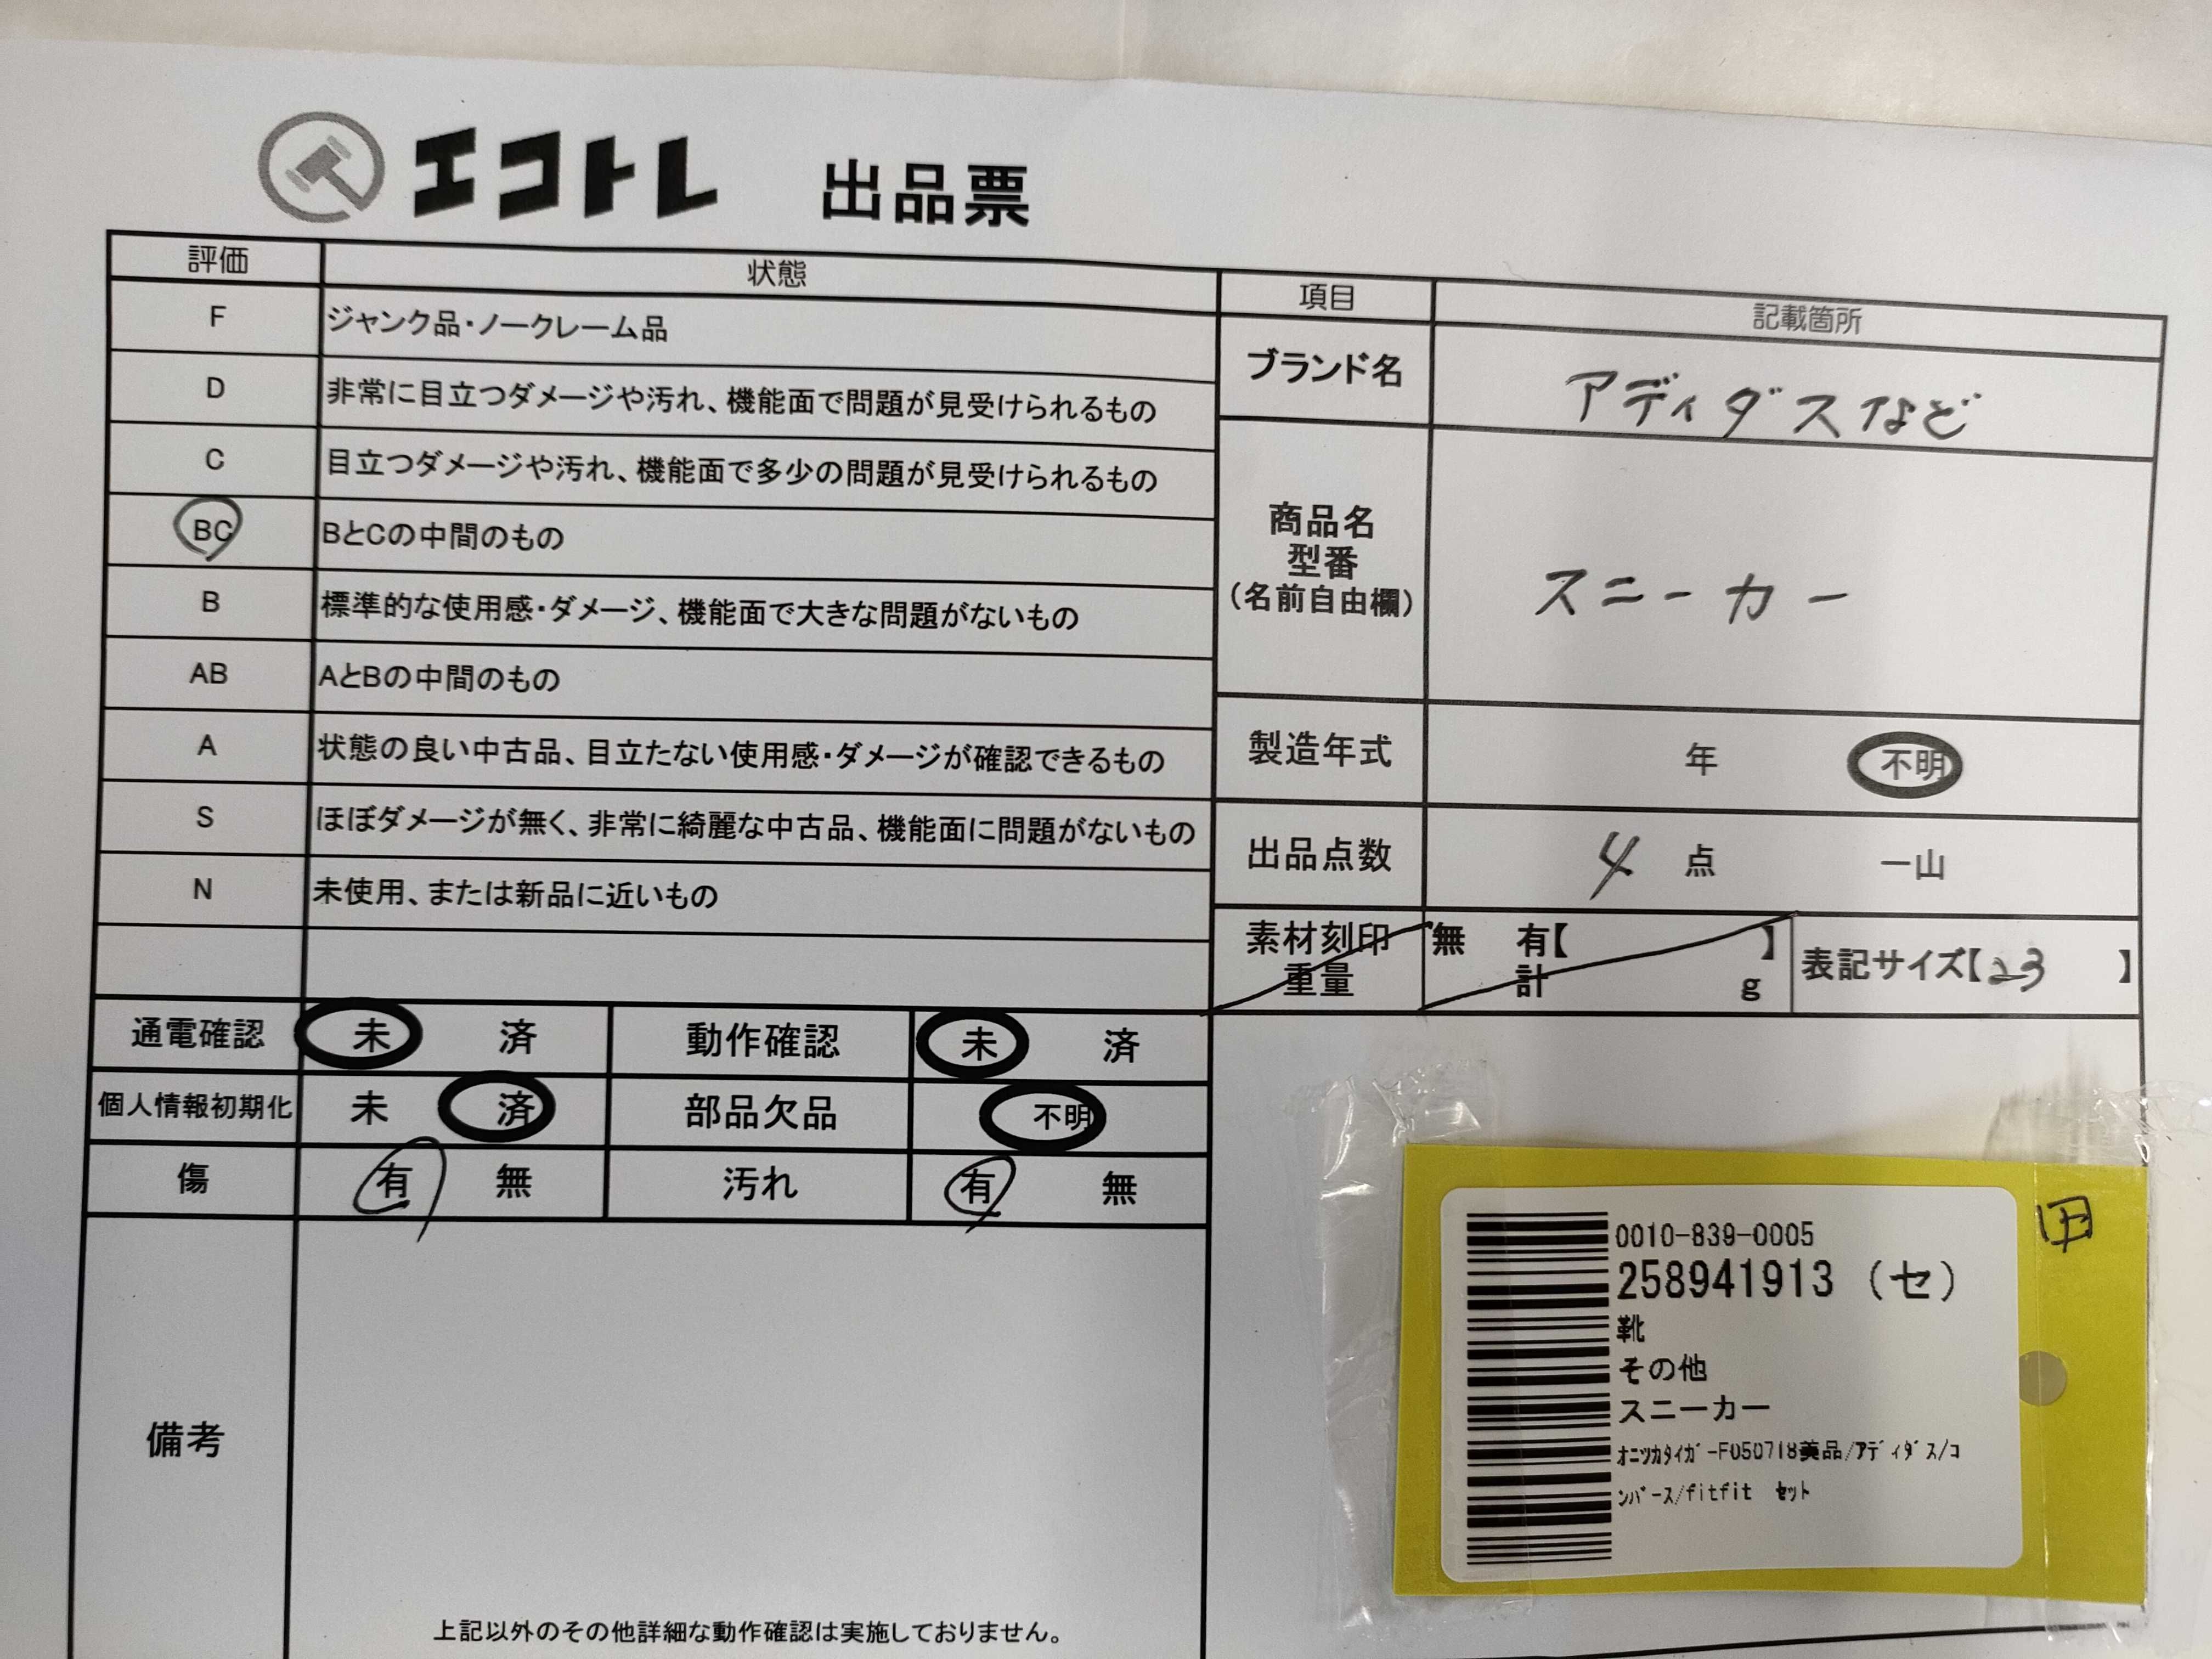 エコトレ 出品票
評価 状態
F ジャンク品・ノークレーム品
D 非常に目立つダメージや汚れ、機能面で問題が見受けられるもの
C 目立つダメージや汚れ、機能面で多少の問題が見受けられるもの
BC BとCの中間のもの
B 標準的な使用感・ダメージ、機能面で大きな問題がないもの
AB AとBの中間のもの
A 状態の良い中古品、目立たない使用感・ダメージが確認できるもの
S ほぼダメージが無く、非常に綺麗な中古品、機能面に問題がないもの
N 未使用、または新品に近いもの
通電確認 未 済 動作確認 未 済
個人情報初期化 未 済 部品欠品 不明
傷 有 無 汚れ 有 無
備考
上記以外のその他詳細な動作確認は実施しておりません。
項目 記載箇所
ブランド名 アディダスなど
商品名
型番
(名前自由欄)
スニーカー
製造年式 年 不明
出品点数 4 点 一山
素材刻印 無 有【 】
重量 計 g
表記サイズ【23 】
0010-839-0005
258941913 (セ)
靴
その他
スニーカー
ｵﾆﾂｶﾀｲｶﾞｰF050718美品/ｱﾃﾞｨﾀﾞｽ/ｺ
ﾝﾊﾞｰｽ/fitfit ｾｯﾄ